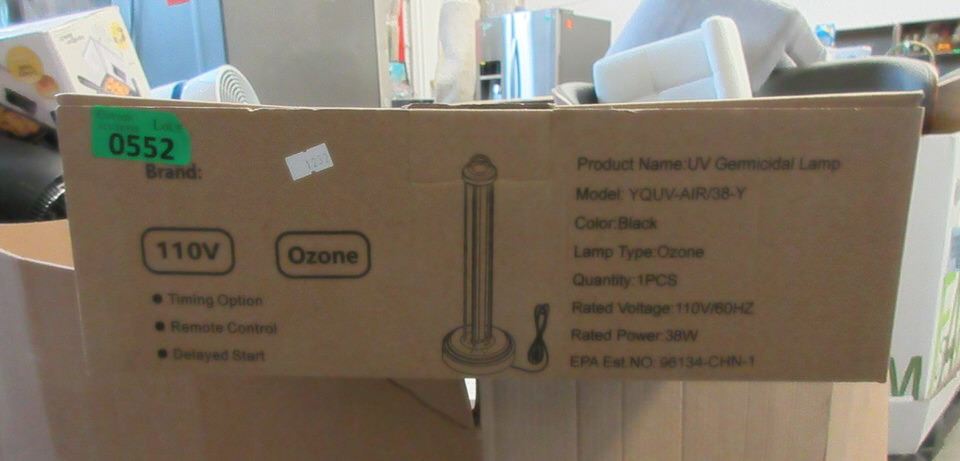 Lot#
0552
Brand:
110V
Ozone
● Timing Option
● Remote Control
● Delayed Start
Product Name:UV Germicidal Lamp
Model: YQUV-AIR/38-Y
Color:Black
Lamp Type:Ozone
Quantity:1PCS
Rated Voltage:110V/60HZ
Rated Power:38W
EPA Est.NO: 96134-CHN-1
M